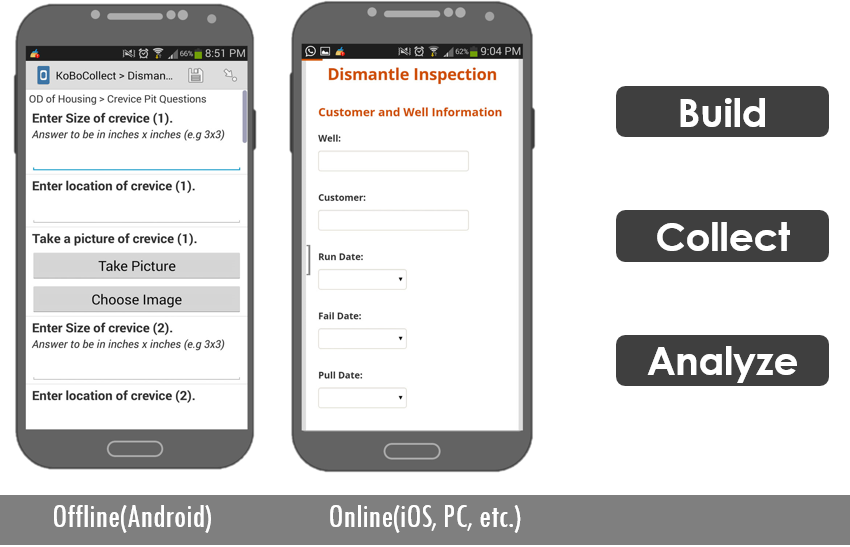 66% 8:51 PM
KoBoCollect > Disman...
OD of Housing > Crevice Pit Questions
Enter Size of crevice (1).
Answer to be in inches x inches (e.g 3x3)
Enter location of crevice (1).
Take a picture of crevice (1).
Take Picture
Choose Image
Enter Size of crevice (2).
Answer to be in inches x inches (e.g 3x3)
Enter location of crevice (2).
62% 9:04 PM
Dismantle Inspection
Customer and Well Information
Well:
Customer:
Run Date:
Fail Date:
Pull Date:
Build
Collect
Analyze
Offline(Android)
Online(iOS, PC, etc.)